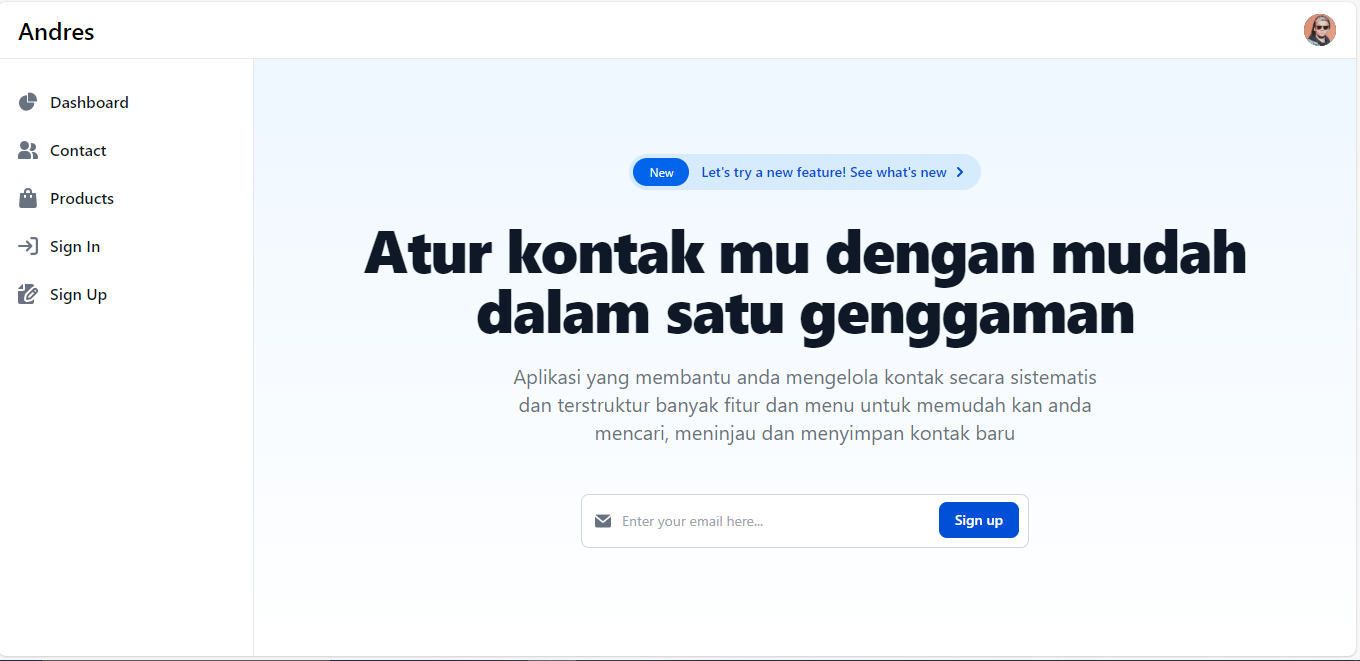 Andres
Dashboard
Contact
Products
Sign In
Sign Up
New Let's try a new feature! See what's new
Atur kontak mu dengan mudah
dalam satu genggaman
Aplikasi yang membantu anda mengelola kontak secara sistematis
dan terstruktur banyak fitur dan menu untuk memudah kan anda
mencari, meninjau dan menyimpan kontak baru
Enter your email here... Sign up